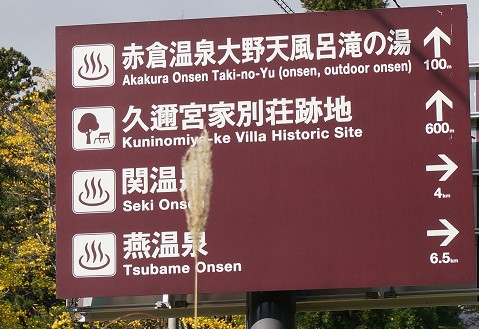 赤倉温泉大野天風呂滝の湯
Akakura Onsen Taki-no-Yu (onsen, outdoor onsen)
100m
久邇宮家別荘跡地
Kuninomiya-ke Villa Historic Site
600m
関温泉
Seki Onsen
4km
燕温泉
Tsubame Onsen
6.5km